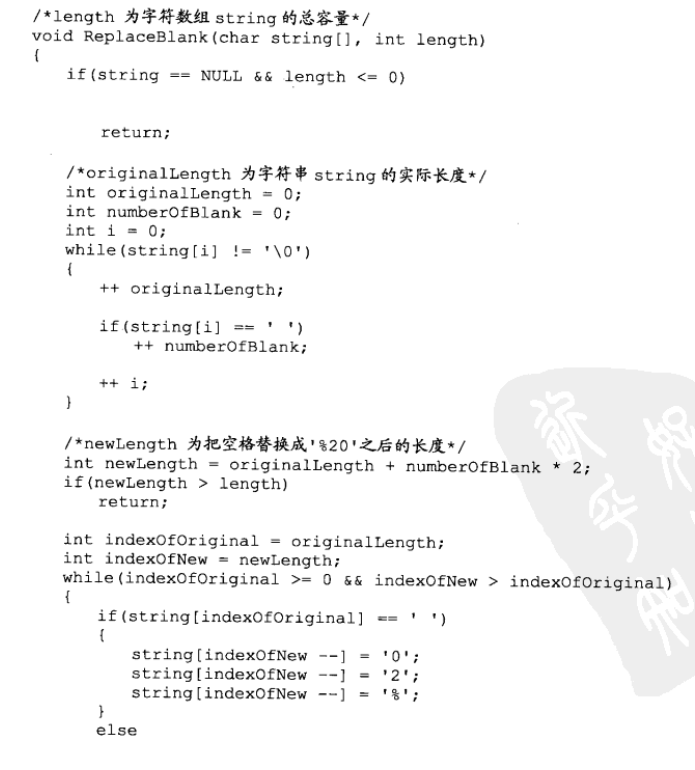 /*length 为字符数组 string 的总容量*/
void ReplaceBlank(char string[], int length)
{
    if(string == NULL && length <= 0)
        return;
    /*originalLength 为字符串 string 的实际长度*/
    int originalLength = 0;
    int numberOfBlank = 0;
    int i = 0;
    while(string[i] != '\0')
    {
        ++ originalLength;
        if(string[i] == ' ')
            ++ numberOfBlank;
        ++ i;
    }
    /*newLength 为把空格替换成'%20'之后的长度*/
    int newLength = originalLength + numberOfBlank * 2;
    if(newLength > length)
        return;
    int indexOfOriginal = originalLength;
    int indexOfNew = newLength;
    while(indexOfOriginal >= 0 && indexOfNew > indexOfOriginal)
    {
        if(string[indexOfOriginal] == ' ')
        {
            string[indexOfNew --] = '0';
            string[indexOfNew --] = '2';
            string[indexOfNew --] = '%';
        }
        else